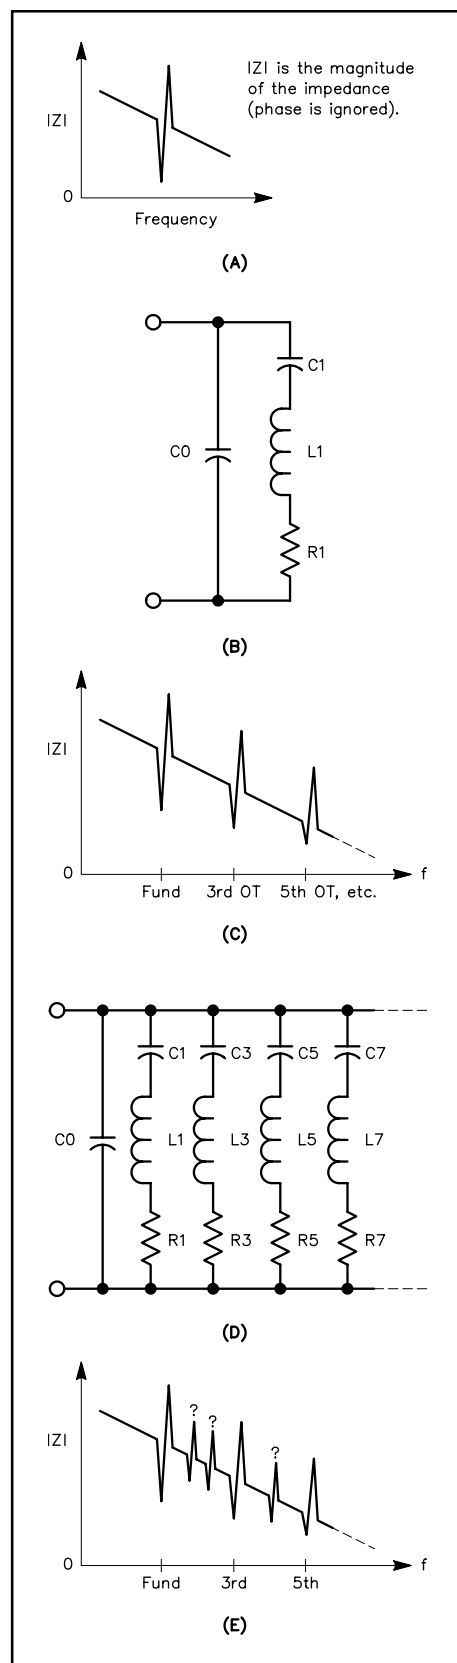 |Z| is the magnitude
of the impedance
(phase is ignored).
|Z|
0
Frequency
(A)
C1
C0
L1
R1
(B)
|Z|
0
f
Fund
3rd OT
5th OT, etc.
(C)
C1
C3
C5
C7
C0
L1
L3
L5
L7
R1
R3
R5
R7
(D)
?
?
?
|Z|
0
f
Fund
3rd
5th
(E)